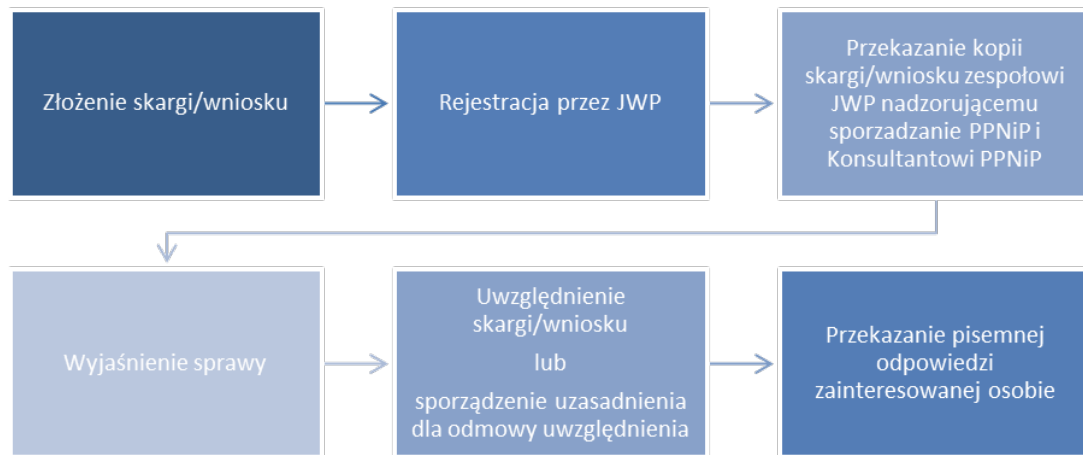 Złożenie skargi/wniosku
Rejestracja przez JWP
Przekazanie kopii
skargi/wniosku zespołowi
JWP nadzorującemu
sporzadzanie PPNiP i
Konsultantowi PPNiP
Wyjaśnienie sprawy
Uwzględnienie
skargi/wniosku
lub
sporządzenie uzasadnienia
dla odmowy uwzględnienia
Przekazanie pisemnej
odpowiedzi
zainteresowanej osobie